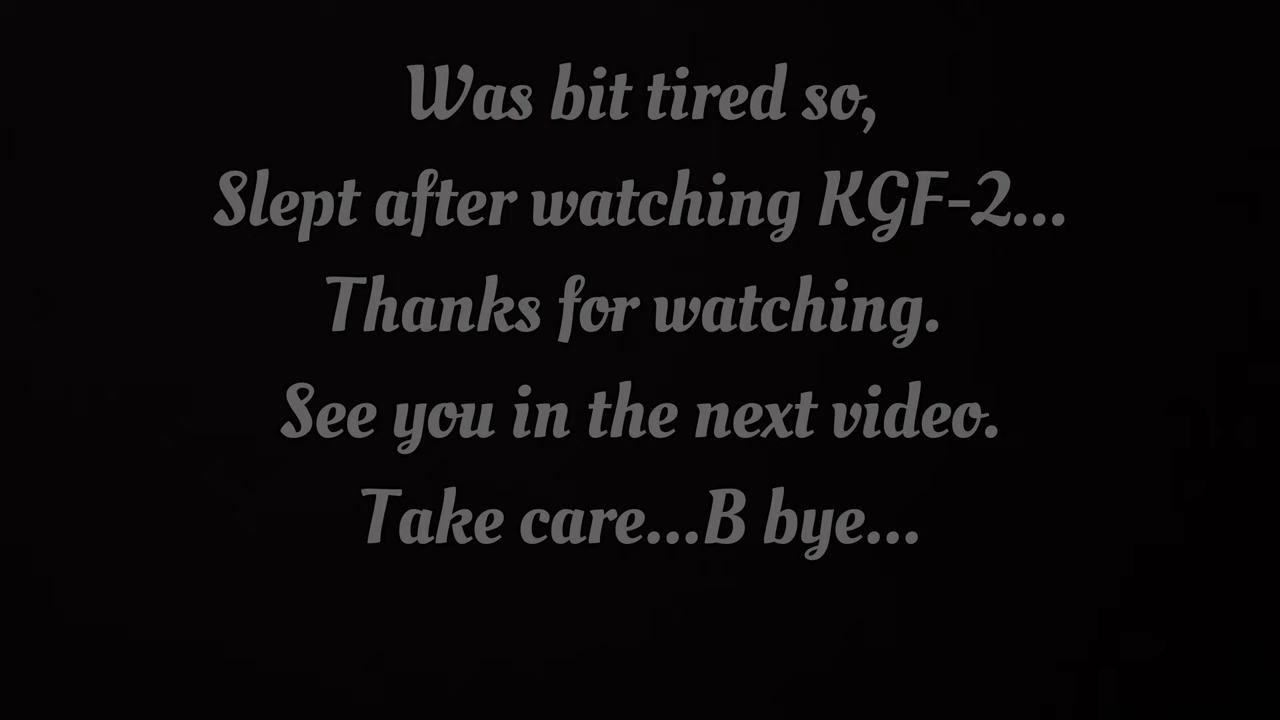 Was bit tired so,
Slept after watching KGF-2...
Thanks for watching.
See you in the next video.
Take care...B bye...